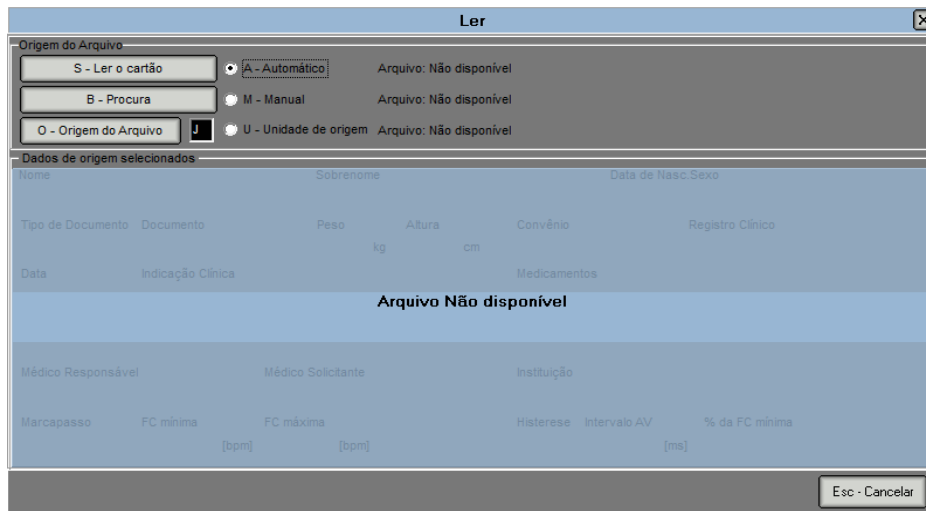 Ler
Origem do Arquivo
S - Ler o cartão A - Automático Arquivo: Não disponível
B - Procura M - Manual Arquivo: Não disponível
O - Origem do Arquivo J U - Unidade de origem Arquivo: Não disponível
Dados de origem selecionados
Nome Sobrenome Data de Nasc.Sexo
Tipo de Documento Documento Peso Altura Convênio Registro Clínico
kg cm
Data Indicação Clínica Medicamentos
Arquivo Não disponível
Médico Responsável Médico Solicitante Instituição
Marcapasso FC mínima FC máxima Histerese Intervalo AV % da FC mínima
[bpm] [bpm] [ms]
Esc - Cancelar